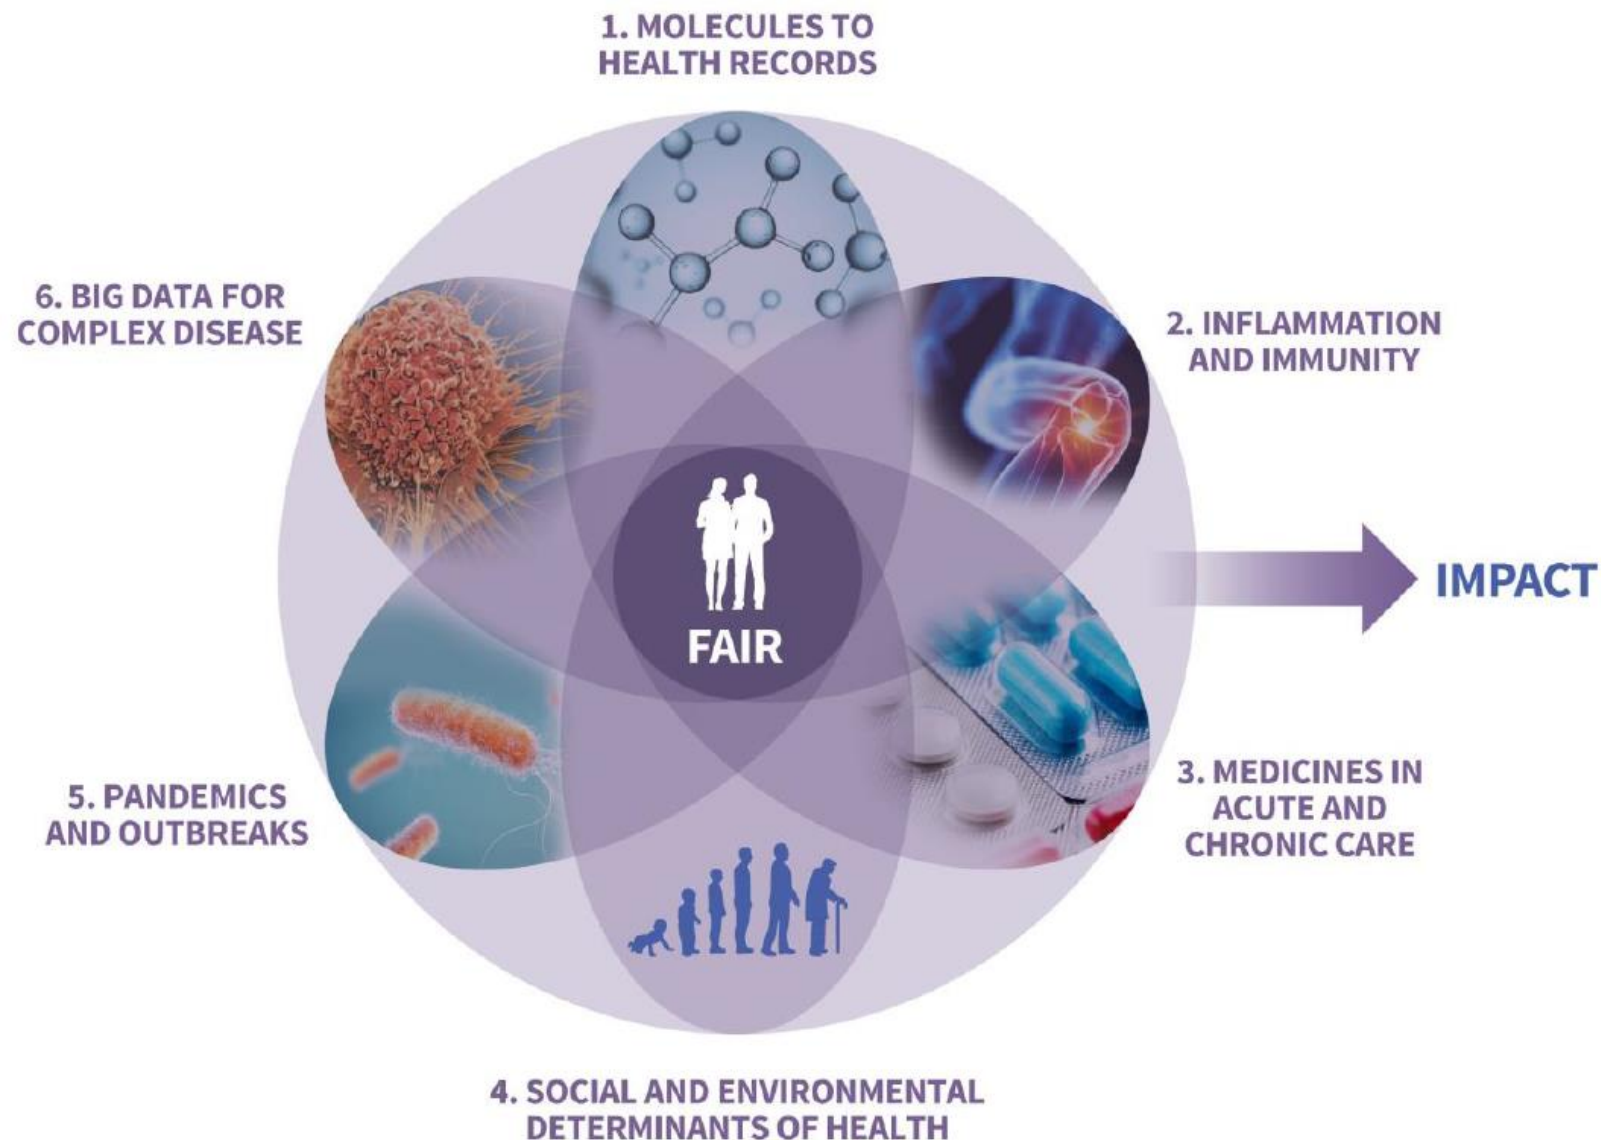 1. MOLECULES TO
HEALTH RECORDS
2. INFLAMMATION
AND IMMUNITY
IMPACT
3. MEDICINES IN
ACUTE AND
CHRONIC CARE
4. SOCIAL AND ENVIRONMENTAL
DETERMINANTS OF HEALTH
5. PANDEMICS
AND OUTBREAKS
6. BIG DATA FOR
COMPLEX DISEASE
FAIR